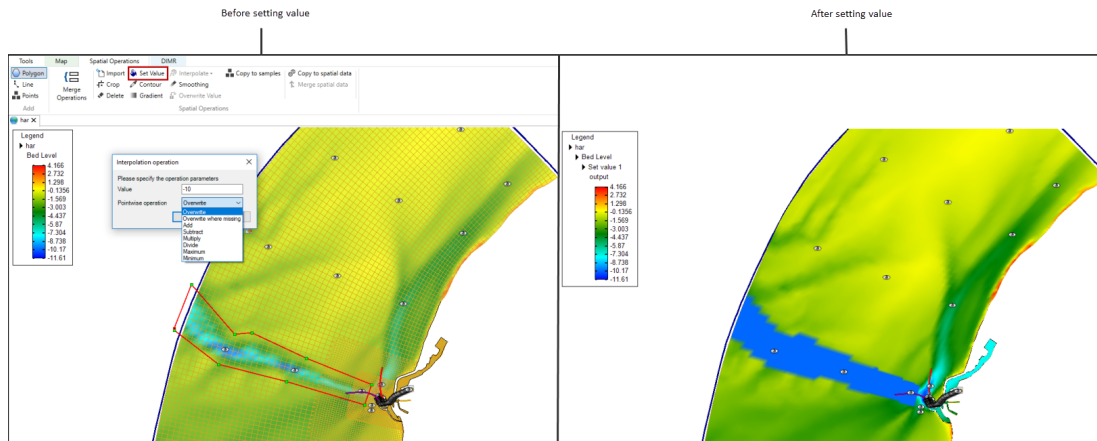 Before setting value
After setting value
Tools Map Spatial Operations DIMR
Polygon Import Set Value Interpolate Copy to samples Copy to spatial data
Line Merge Operations Crop Contour Smoothing Merge spatial data
Points Delete Gradient Overwrite Value
Add Spatial Operations
har
Legend
har
Bed Level
4.166
2.732
1.298
-0.1356
-1.569
-3.003
-4.437
-5.87
-7.304
-8.738
-10.17
-11.61
Interpolation operation
Please specify the operation parameters
Value -10
Pointwise operation Overwrite
Overwrite
Overwrite where missing
Add
Subtract
Multiply
Divide
Maximum
Minimum
Legend
har
Bed Level
Set value 1
output
4.166
2.732
1.298
-0.1356
-1.569
-3.003
-4.437
-5.87
-7.304
-8.738
-10.17
-11.61